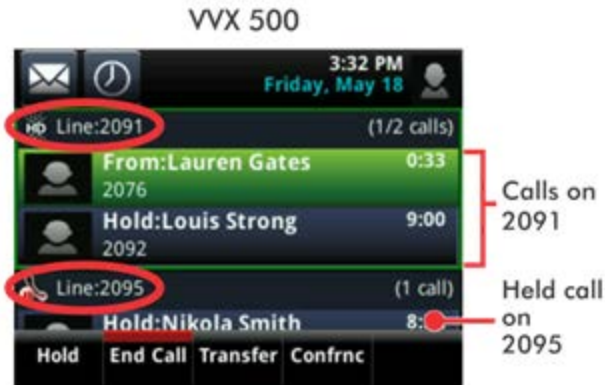 VVX 500
3:32 PM
Friday, May 18
HD Line:2091 (1/2 calls)
From:Lauren Gates 0:33
2076
Hold:Louis Strong 9:00
2092
Calls on
2091
Line:2095 (1 call)
Hold:Nikola Smith 8:
Held call
on
2095
Hold End Call Transfer Confrnc